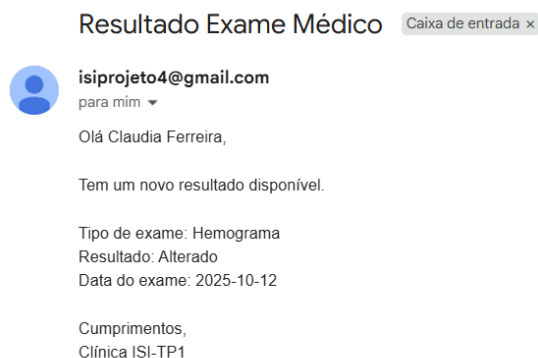 Resultado Exame Médico Caixa de entrada ×
isiprojeto4@gmail.com
para mim
Olá Claudia Ferreira,
Tem um novo resultado disponível.
Tipo de exame: Hemograma
Resultado: Alterado
Data do exame: 2025-10-12
Cumprimentos,
Clínica ISI-TP1